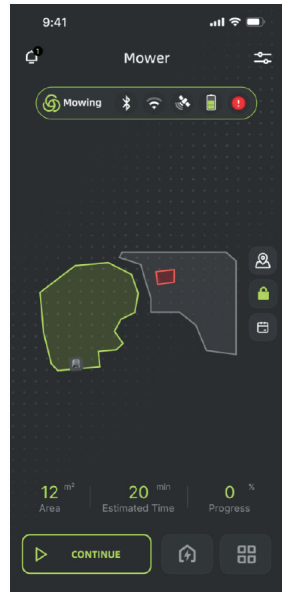 9:41
1
Mower
Mowing
12 m²
20 min
0 %
Area
Estimated Time
Progress
CONTINUE